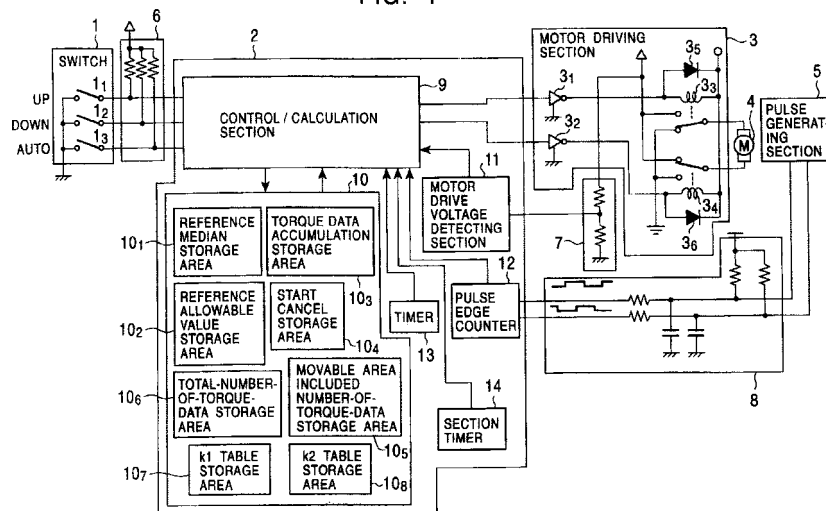 1
SWITCH
UP
DOWN
AUTO
1₁
1₂
1₃
6
2
9
CONTROL / CALCULATION
SECTION
MOTOR DRIVING
SECTION
3
3₁
3₂
3₅
3₃
3₄
3₆
4
M
5
PULSE
GENERAT-
ING
SECTION
10
10₁
REFERENCE
MEDIAN
STORAGE
AREA
TORQUE DATA
ACCUMULATION
STORAGE
AREA
10₃
10₂
REFERENCE
ALLOWABLE
VALUE
STORAGE
AREA
START
CANCEL
STORAGE
AREA
10₄
10₆
TOTAL-NUMBER-
OF-TORQUE-
DATA STORAGE
AREA
MOVABLE AREA
INCLUDED
NUMBER-OF-
TORQUE-DATA
STORAGE AREA
10₅
10₇
k1 TABLE
STORAGE
AREA
k2 TABLE
STORAGE
AREA
10₈
11
MOTOR
DRIVE
VOLTAGE
DETECTING
SECTION
7
12
PULSE
EDGE
COUNTER
TIMER
13
14
SECTION
TIMER
8